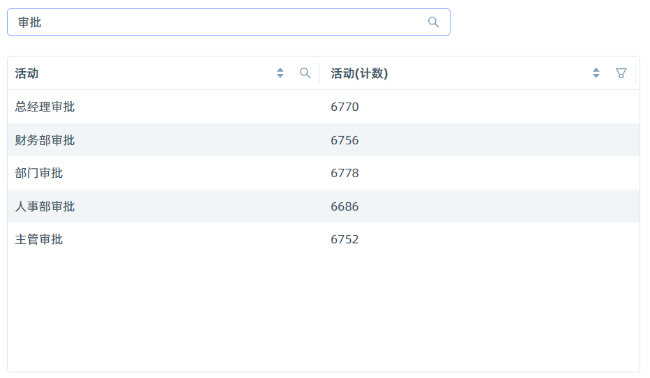 审批
活动 活动(计数)
总经理审批 6770
财务部审批 6756
部门审批 6778
人事部审批 6686
主管审批 6752